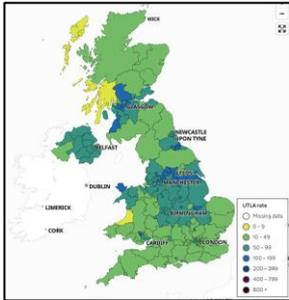 WICK
GLASGOW
NEWCASTLE
UPON TYNE
BELFAST
LEEDS
DUBLIN
MANCHESTER
LIMERICK
BIRMINGHAM
CORK
CARDIFF
LONDON
UTLA rate
Missing data
0 - 9
10 - 49
50 - 99
100 - 199
200 - 399
400 - 799
800 +